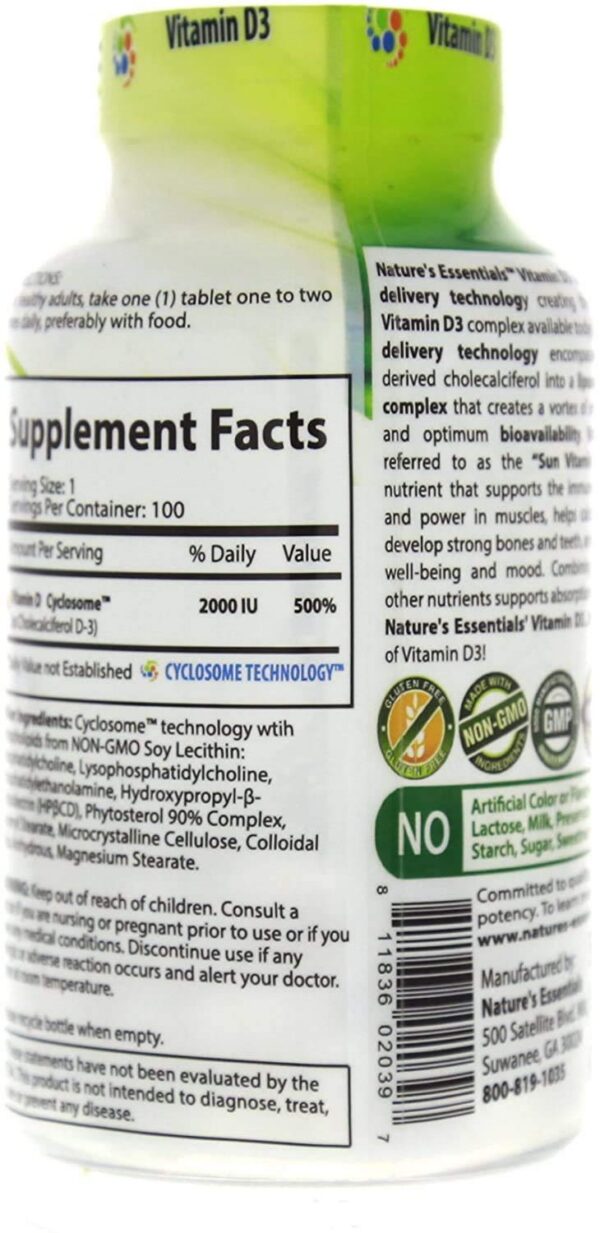 Vitamin D3
Vitamin D3
healthy adults, take one (1) tablet one to two
daily, preferably with food.
Supplement Facts
Serving Size: 1
Servings Per Container: 100
Amount Per Serving % Daily Value
Vitamin D Cyclosome™ 2000 IU 500%
Cholecalciferol D-3)
Value not Established CYCLOSOME TECHNOLOGY™
Ingredients: Cyclosome™ technology wtih
from NON-GMO Soy Lecithin:
Lysophosphatidylcholine,
Hydroxypropyl-β-
(HPβCD), Phytosterol 90% Complex,
Stearate, Microcrystalline Cellulose, Colloidal
Magnesium Stearate.
Keep out of reach of children. Consult a
if you are nursing or pregnant prior to use or if you
medical conditions. Discontinue use if any
or adverse reaction occurs and alert your doctor.
room temperature.
recycle bottle when empty.
statements have not been evaluated by the
This product is not intended to diagnose, treat,
or prevent any disease.
Nature's Essentials™ Vitamin
delivery technology creating
Vitamin D3 complex available
delivery technology
derived cholecalciferol into a
complex that creates a vortex of
and optimum bioavailability.
referred to as the "Sun
nutrient that supports the
and power in muscles, helps
develop strong bones and teeth,
well-being and mood.
other nutrients supports
Nature's Essentials' Vitamin
of Vitamin D3!
GLUTEN FREE
GLUTEN FREE
MADE WITH
NON-GMO
INGREDIENTS
GMP
NO
Artificial Color or
Lactose, Milk,
Starch, Sugar,
8 11836 02039 7
Committed to
potency. To learn
www.natures-
Manufactured by:
Nature's
500 Satellite Blvd.
Suwanee, GA
800-819-1035